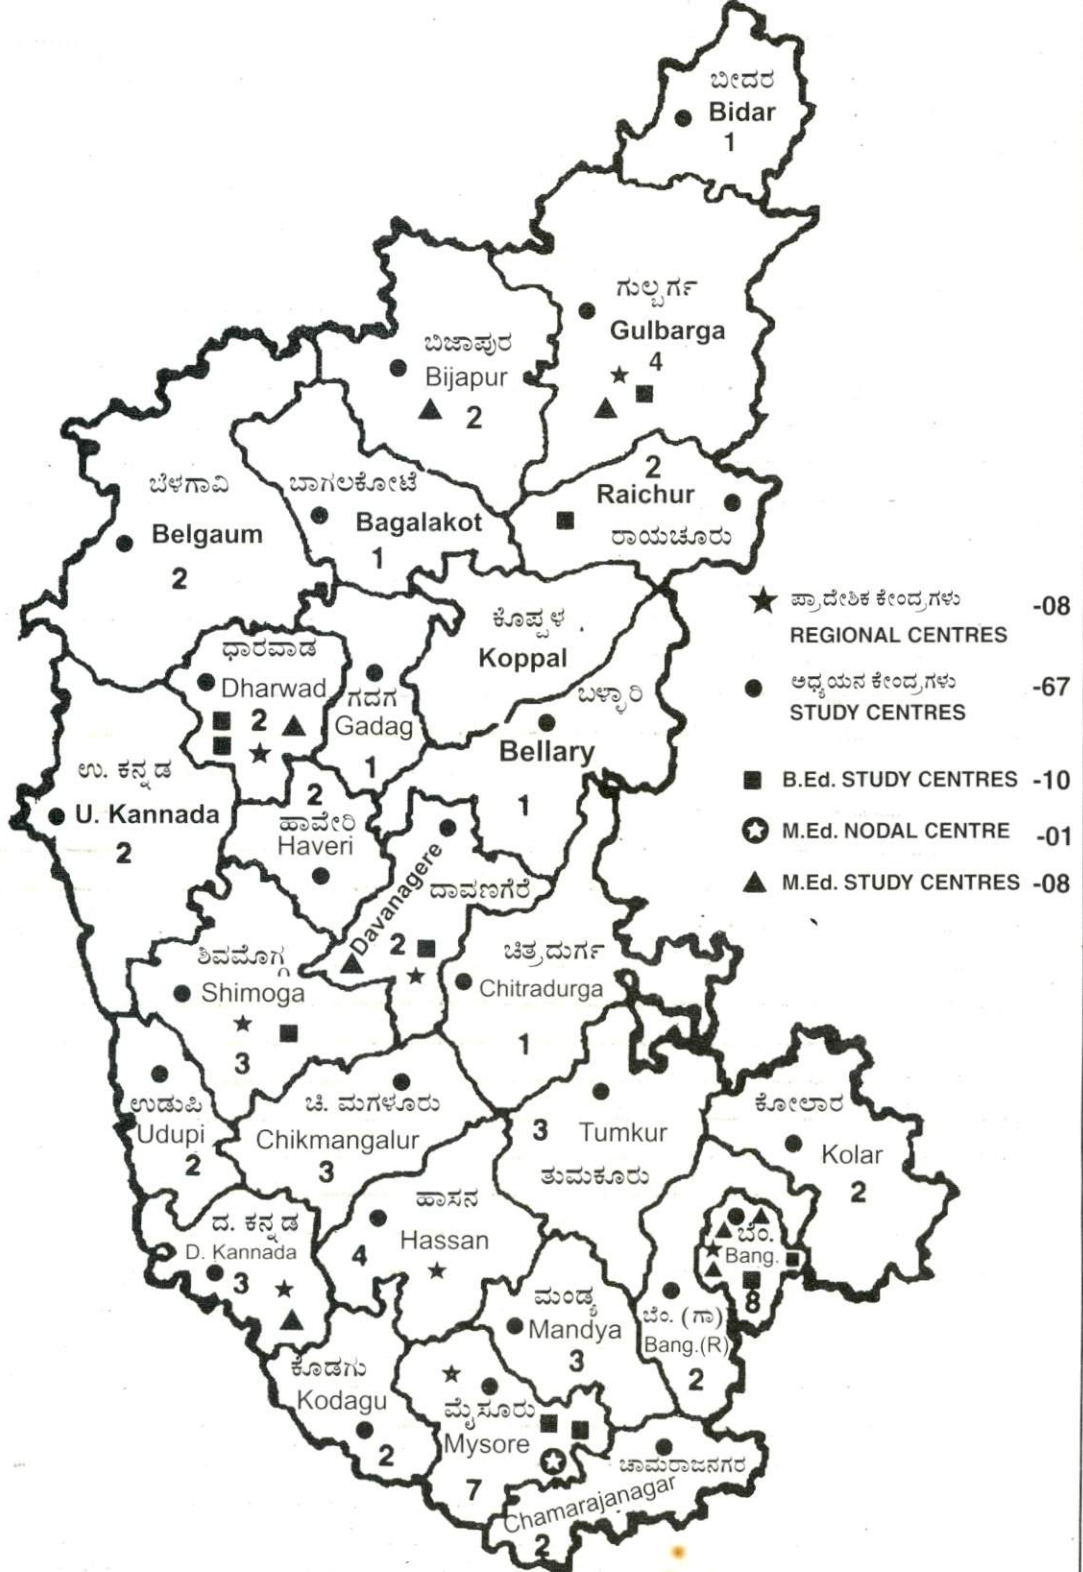 ಬೀದರ
Bidar
1
ಗುಲ್ಬರ್ಗ
Gulbarga
4
ಬಿಜಾಪುರ
Bijapur
2
2
Raichur
ರಾಯಚೂರು
ಬೆಳಗಾವಿ
Belgaum
2
ಬಾಗಲಕೋಟೆ
Bagalakot
1
ಕೊಪ್ಪಳ
Koppal
ಧಾರವಾಡ
Dharwad
2
ಗದಗ
Gadag
1
ಬಳ್ಳಾರಿ
Bellary
1
ಉ. ಕನ್ನಡ
U. Kannada
2
2
ಹಾವೇರಿ
Haveri
Davanagere
ದಾವಣಗೆರೆ
2
ಶಿವಮೊಗ್ಗ
Shimoga
3
ಚಿತ್ರದುರ್ಗ
Chitradurga
1
ಉಡುಪಿ
Udupi
2
ಚಿ. ಮಗಳೂರು
Chikmangalur
3
3 Tumkur
ತುಮಕೂರು
ಕೋಲಾರ
Kolar
2
ದ. ಕನ್ನಡ
D. Kannada
3
ಹಾಸನ
Hassan
4
ಬೆಂ.
Bang.
8
ಬೆಂ. (ಗ್ರಾ)
Bang.(R)
2
ಮಂಡ್ಯ
Mandya
3
ಕೊಡಗು
Kodagu
2
ಮೈಸೂರು
Mysore
7
ಚಾಮರಾಜನಗರ
Chamarajanagar
2
ಪ್ರಾದೇಶಿಕ ಕೇಂದ್ರಗಳು -08
REGIONAL CENTRES
ಅಧ್ಯಯನ ಕೇಂದ್ರಗಳು -67
STUDY CENTRES
B.Ed. STUDY CENTRES -10
M.Ed. NODAL CENTRE -01
M.Ed. STUDY CENTRES -08